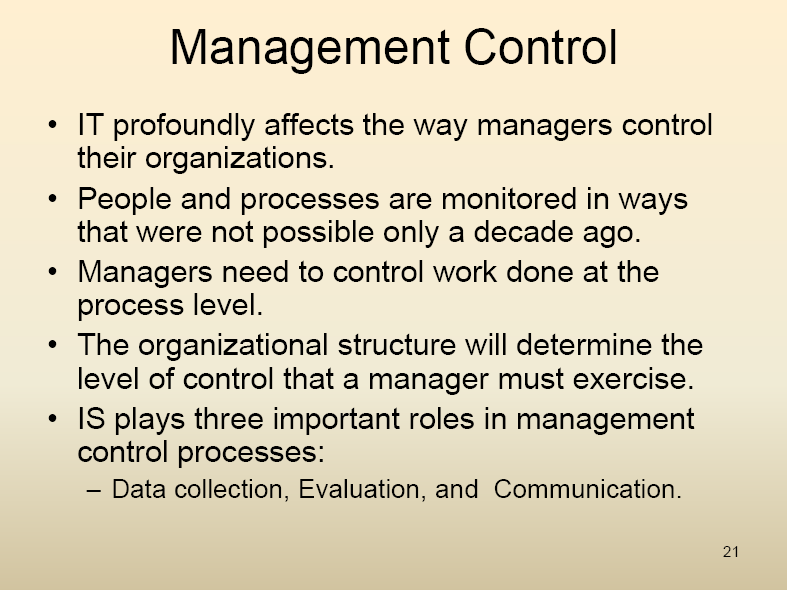 Management Control
• IT profoundly affects the way managers control
their organizations.
• People and processes are monitored in ways
that were not possible only a decade ago.
• Managers need to control work done at the
process level.
• The organizational structure will determine the
level of control that a manager must exercise.
• IS plays three important roles in management
control processes:
– Data collection, Evaluation, and  Communication.
21